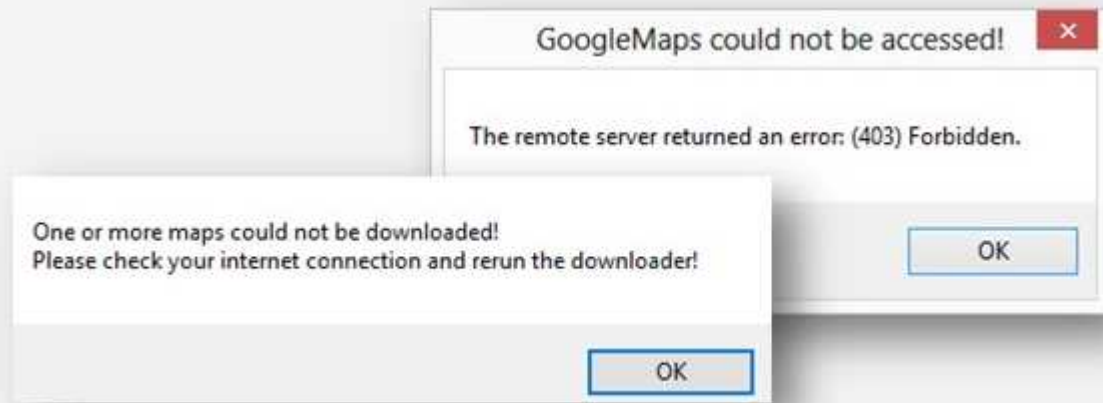 GoogleMaps could not be accessed!
The remote server returned an error: (403) Forbidden.
OK
One or more maps could not be downloaded!
Please check your internet connection and rerun the downloader!
OK